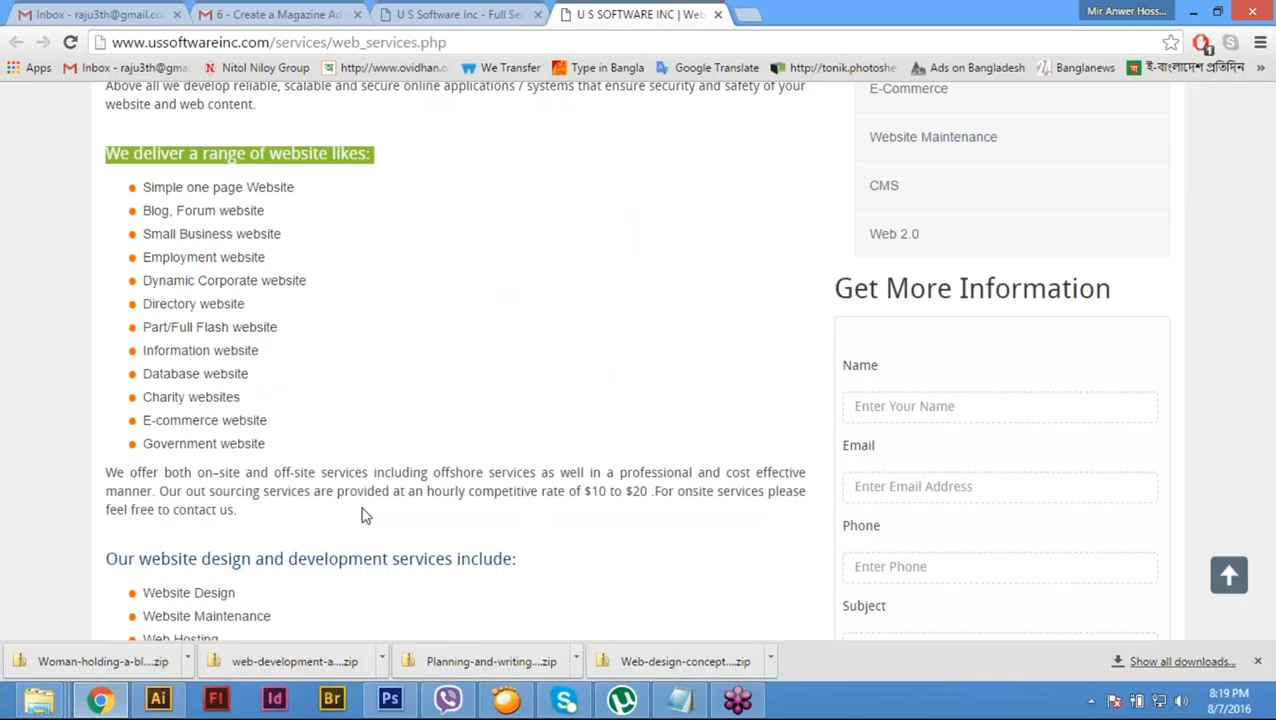 Inbox - raju3th@gmail.co
6 - Create a Magazine Ad
U S Software Inc - Full Ser
U S SOFTWARE INC | Web
Mir Anwer Hoss...
www.ussoftwareinc.com/services/web_services.php
Apps
Inbox - raju3th@gma
Nitol Niloy Group
http://www.ovidhan.o
We Transfer
Type in Bangla
Google Translate
http://tonik.photoshe
Ads on Bangladesh
Banglanews
ই-বাংলাদেশ প্রতিদিন
»
Above all we develop reliable, scalable and secure online applications / systems that ensure security and safety of your
website and web content.
We deliver a range of website likes:
Simple one page Website
Blog, Forum website
Small Business website
Employment website
Dynamic Corporate website
Directory website
Part/Full Flash website
Information website
Database website
Charity websites
E-commerce website
Government website
We offer both on–site and off-site services including offshore services as well in a professional and cost effective
manner. Our out sourcing services are provided at an hourly competitive rate of $10 to $20 .For onsite services please
feel free to contact us.
Our website design and development services include:
Website Design
Website Maintenance
Web Hosting
E-Commerce
Website Maintenance
CMS
Web 2.0
Get More Information
Name
Enter Your Name
Email
Enter Email Address
Phone
Enter Phone
Subject
Woman-holding-a-bl....zip
web-development-a....zip
Planning-and-writing....zip
Web-design-concept....zip
Show all downloads...
Ai
Fl
Id
Br
Ps
8:19 PM
8/7/2016